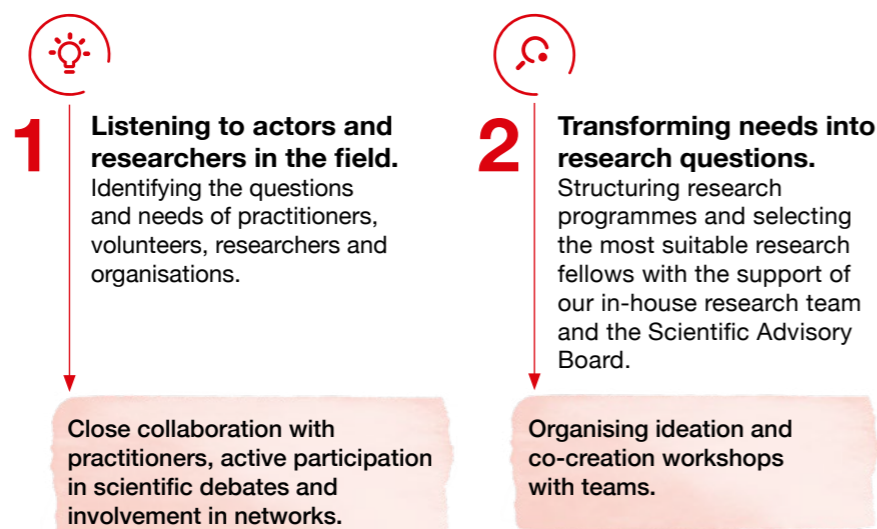 1
Listening to actors and
researchers in the field.
Identifying the questions
and needs of practitioners,
volunteers, researchers and
organisations.
Close collaboration with
practitioners, active participation
in scientific debates and
involvement in networks.
2
Transforming needs into
research questions.
Structuring research
programmes and selecting
the most suitable research
fellows with the support of
our in-house research team
and the Scientific Advisory
Board.
Organising ideation and
co-creation workshops
with teams.